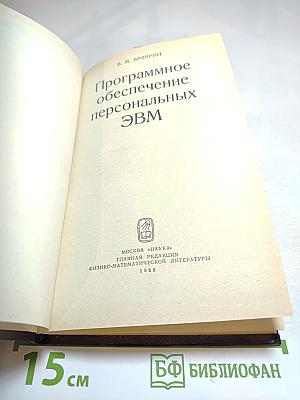 В. М. БРЯБРИН
Программное
обеспечение
персональных
ЭВМ
МОСКВА «НАУКА»
ГЛАВНАЯ РЕДАКЦИЯ
ФИЗИКО-МАТЕМАТИЧЕСКОЙ ЛИТЕРАТУРЫ
1988
15 см
БФ БИБЛИОФАН